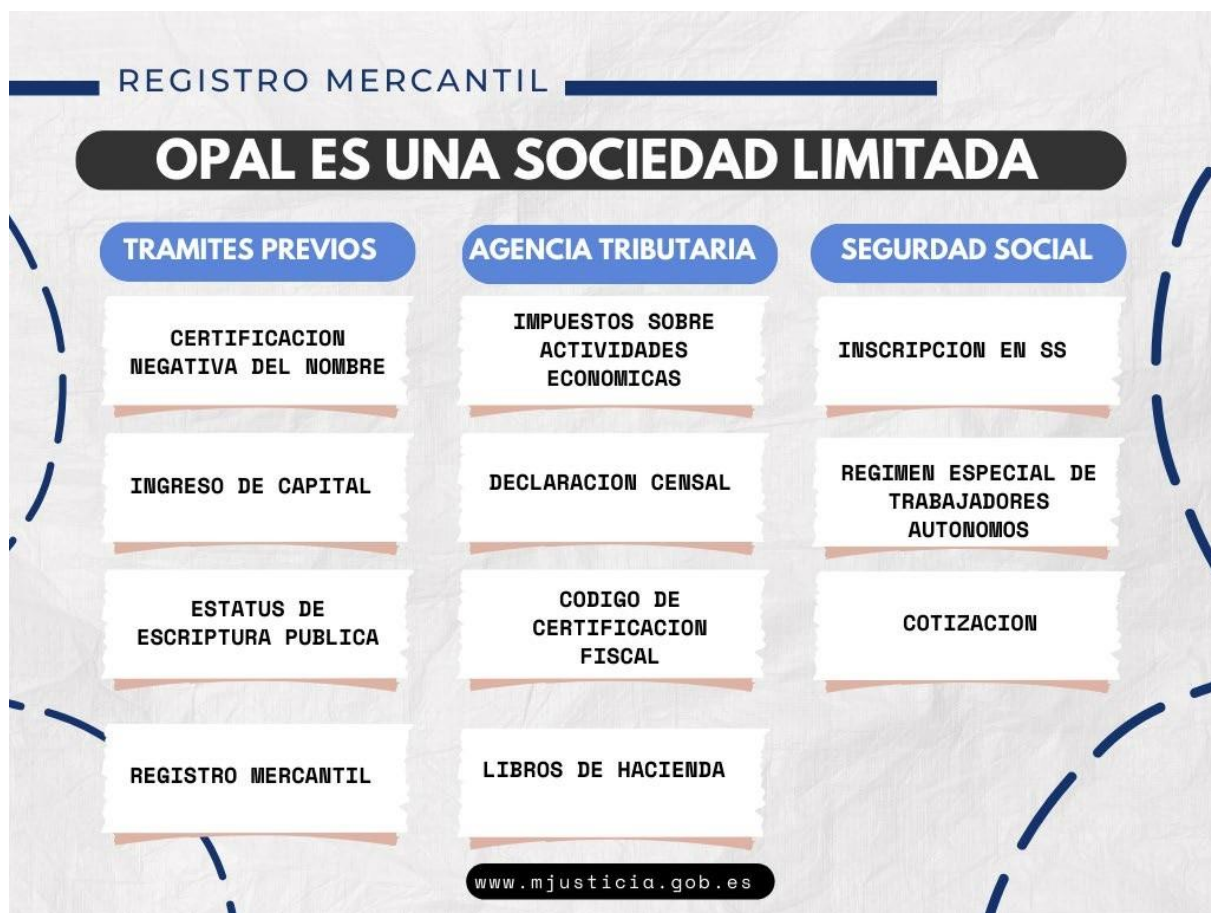 REGISTRO MERCANTIL
OPAL ES UNA SOCIEDAD LIMITADA
TRAMITES PREVIOS
CERTIFICACION
NEGATIVA DEL NOMBRE
INGRESO DE CAPITAL
ESTATUS DE
ESCRIPTURA PUBLICA
REGISTRO MERCANTIL
AGENCIA TRIBUTARIA
IMPUESTOS SOBRE
ACTIVIDADES
ECONOMICAS
DECLARACION CENSAL
CODIGO DE
CERTIFICACION
FISCAL
LIBROS DE HACIENDA
SEGURDAD SOCIAL
INSCRIPCION EN SS
REGIMEN ESPECIAL DE
TRABAJADORES
AUTONOMOS
COTIZACION
www.mjusticia.gob.es